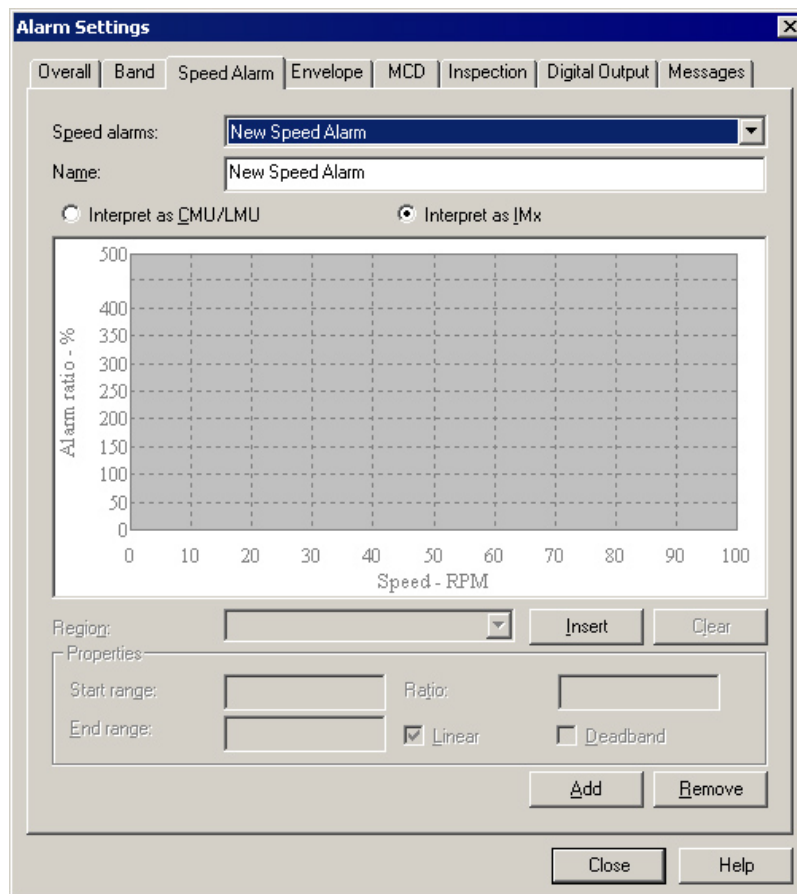 Alarm Settings
Overall Band Speed Alarm Envelope MCD Inspection Digital Output Messages
Speed alarms: New Speed Alarm
Name: New Speed Alarm
Interpret as CMU/LMU Interpret as IMx
500
400
350
300
250
200
150
100
50
0
Alarm ratio - %
0 10 20 30 40 50 60 70 80 90 100
Speed - RPM
Region: Insert Clear
Properties
Start range: Ratio:
End range: Linear Deadband
Add Remove
Close Help